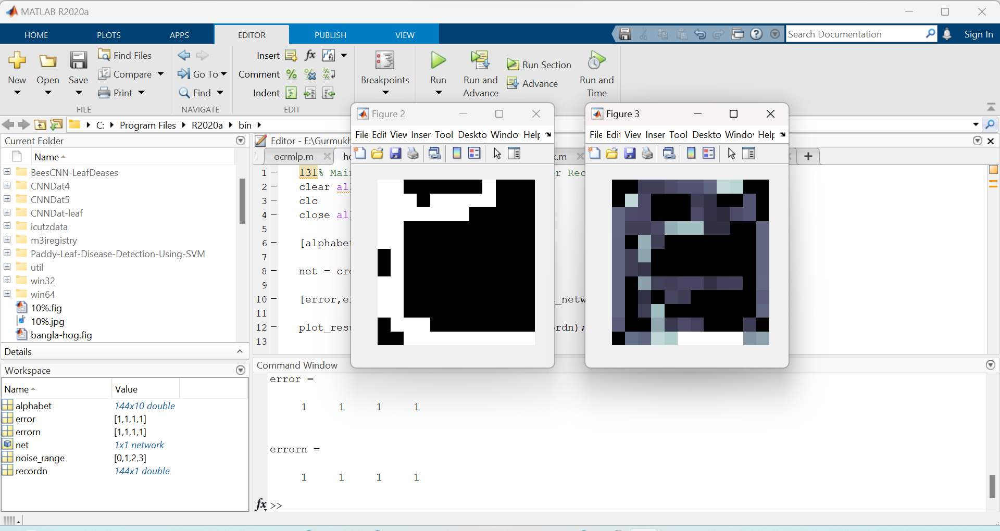 MATLAB R2020a
HOME PLOTS APPS EDITOR PUBLISH VIEW
Search Documentation
Sign In
New
Open
Save
Find Files
Compare
Print
FILE
Go To
Find
NAVIGATE
Insert
fx
fi
Comment
Indent
EDIT
Breakpoints
Run
Run and Advance
Run Section
Advance
Run and Time
C: Program Files R2020a bin
Current Folder
Name
BeesCNN-LeafDeases
CNNDat4
CNNDat5
CNNDat-leaf
icutzdata
m3iregistry
Paddy-Leaf-Disease-Detection-Using-SVM
util
win32
win64
10%.fig
10%.jpg
bangla-hog.fig
Details
Workspace
Name Value
alphabet 144x10 double
error [1,1,1,1]
errorn [1,1,1,1]
net 1x1 network
noise_range [0,1,2,3]
recordn 144x1 double
Editor - E:\Gurmukh
ocrmlp.m
.m
1 131% Mai r Rec
2 clear al
3 clc
4 close al
5
6 [alphabet
7
8 net = cre
9
10 [error,er _netw
11
12 plot_resu rdn);
13
Figure 2
File Edit View Inser Tool Deskto Windo Help
Figure 3
File Edit View Inser Tool Deskto Windo Help
Command Window
error =
1 1 1 1
errorn =
1 1 1 1
fx >>